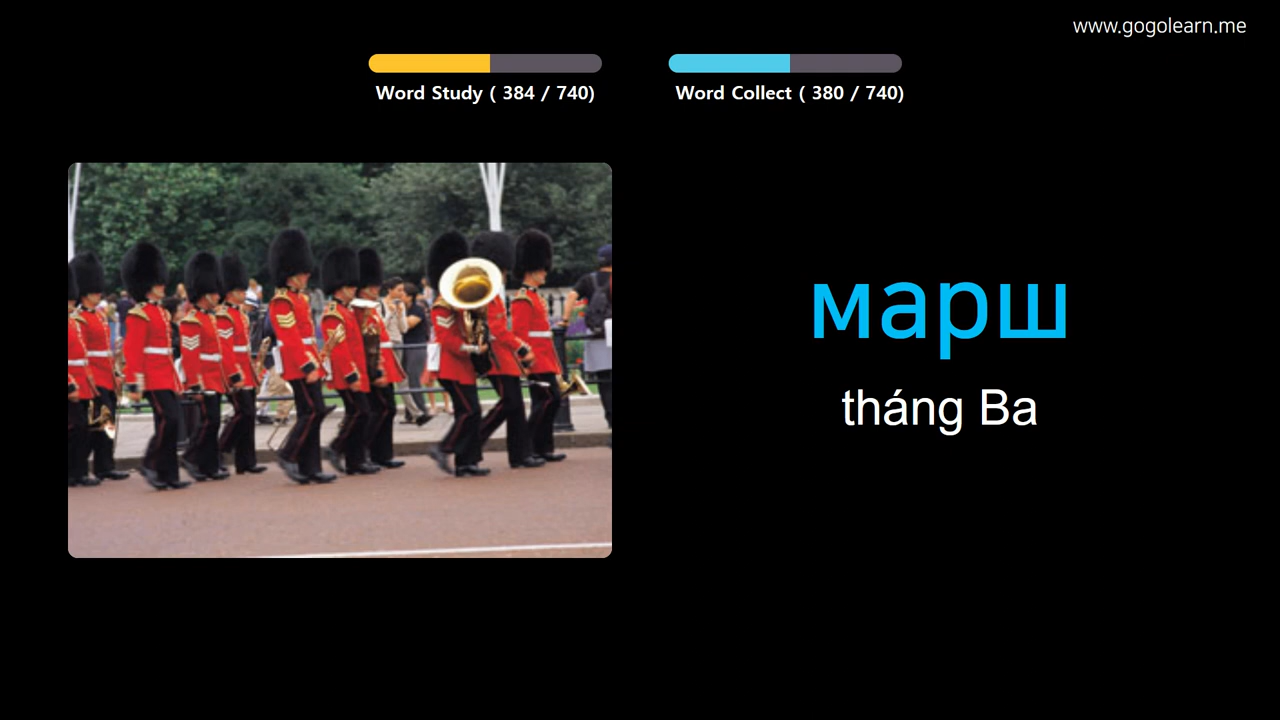 www.gogolearn.me
Word Study ( 384 / 740)
Word Collect ( 380 / 740)
марш
tháng Ba